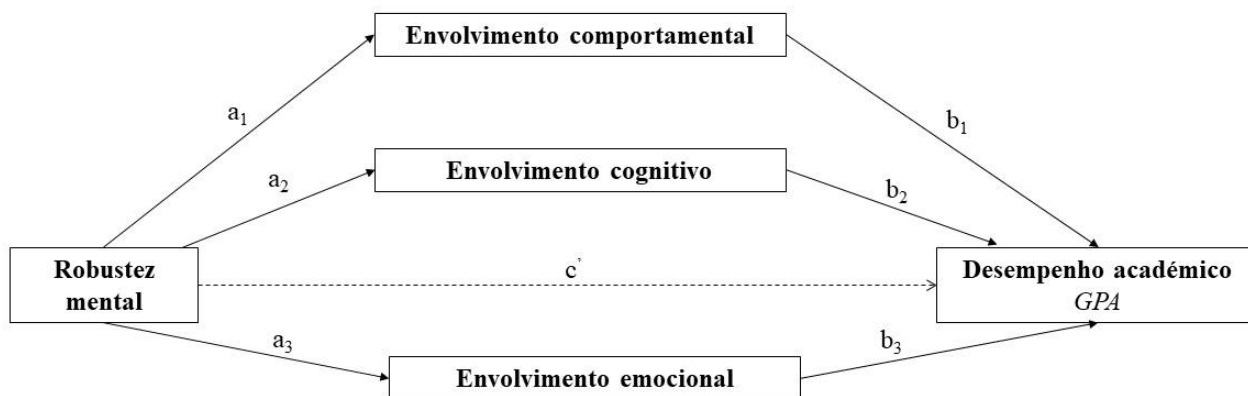 Envolvimento comportamental
a1
b1
Envolvimento cognitivo
a2
b2
Robustez
mental
c'
Desempenho académico
GPA
a3
b3
Envolvimento emocional